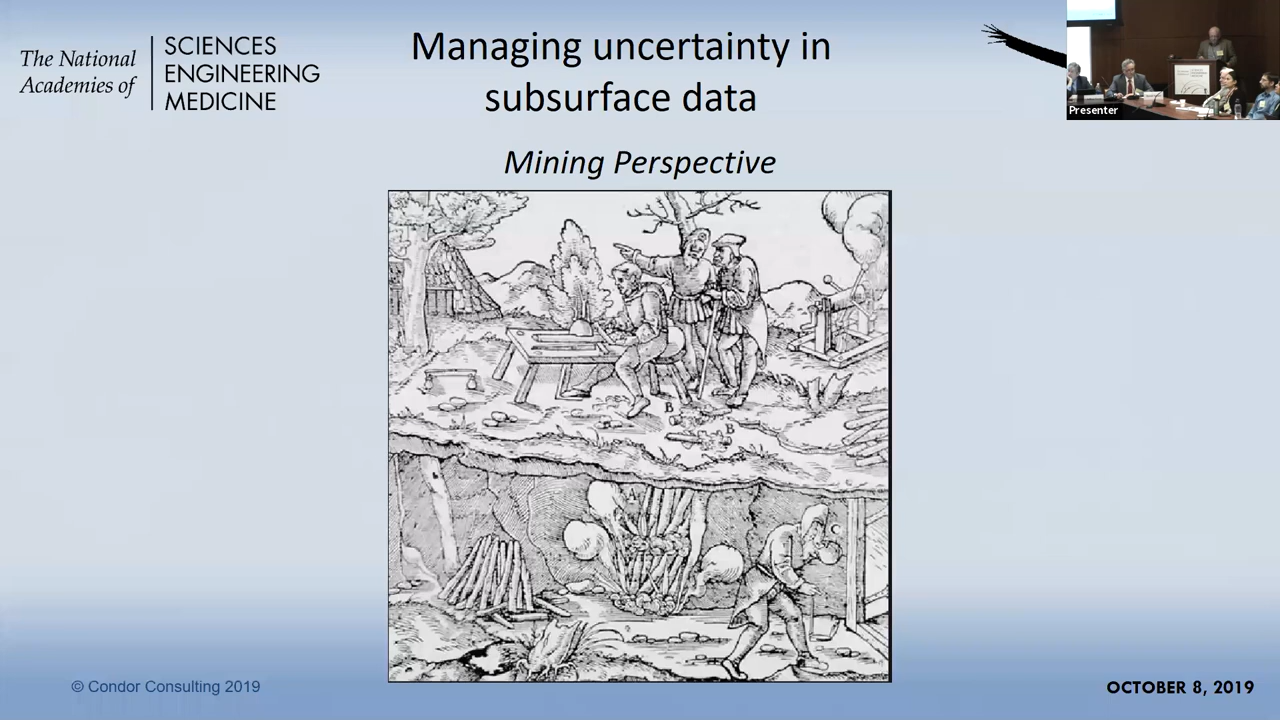 The National
Academies of
SCIENCES
ENGINEERING
MEDICINE
Managing uncertainty in
subsurface data
Mining Perspective
Presenter
B
B
A
© Condor Consulting 2019
OCTOBER 8, 2019